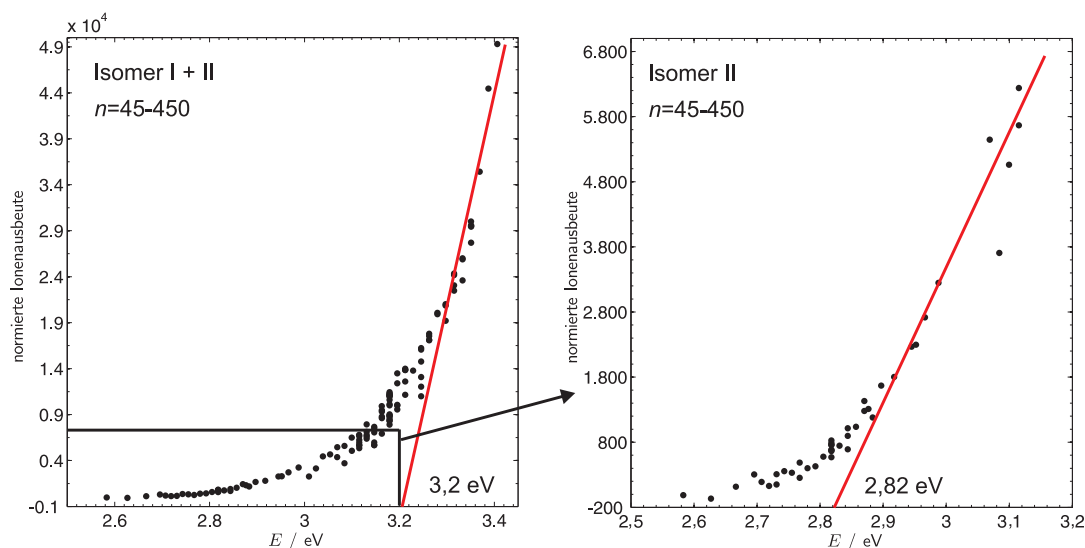 x 10⁴
4.9
4.4
3.9
3.4
2.9
2.4
1.9
1.4
0.9
0.4
-0.1
normierte Ionenausbeute
Isomer I + II
n=45-450
3,2 eV
2.6
2.8
3
3.2
3.4
E / eV
6.800
5.800
4.800
3.800
2.800
1.800
800
-200
normierte Ionenausbeute
Isomer II
n=45-450
2,82 eV
2,5
2,6
2,7
2,8
2,9
3
3,1
3,2
E / eV